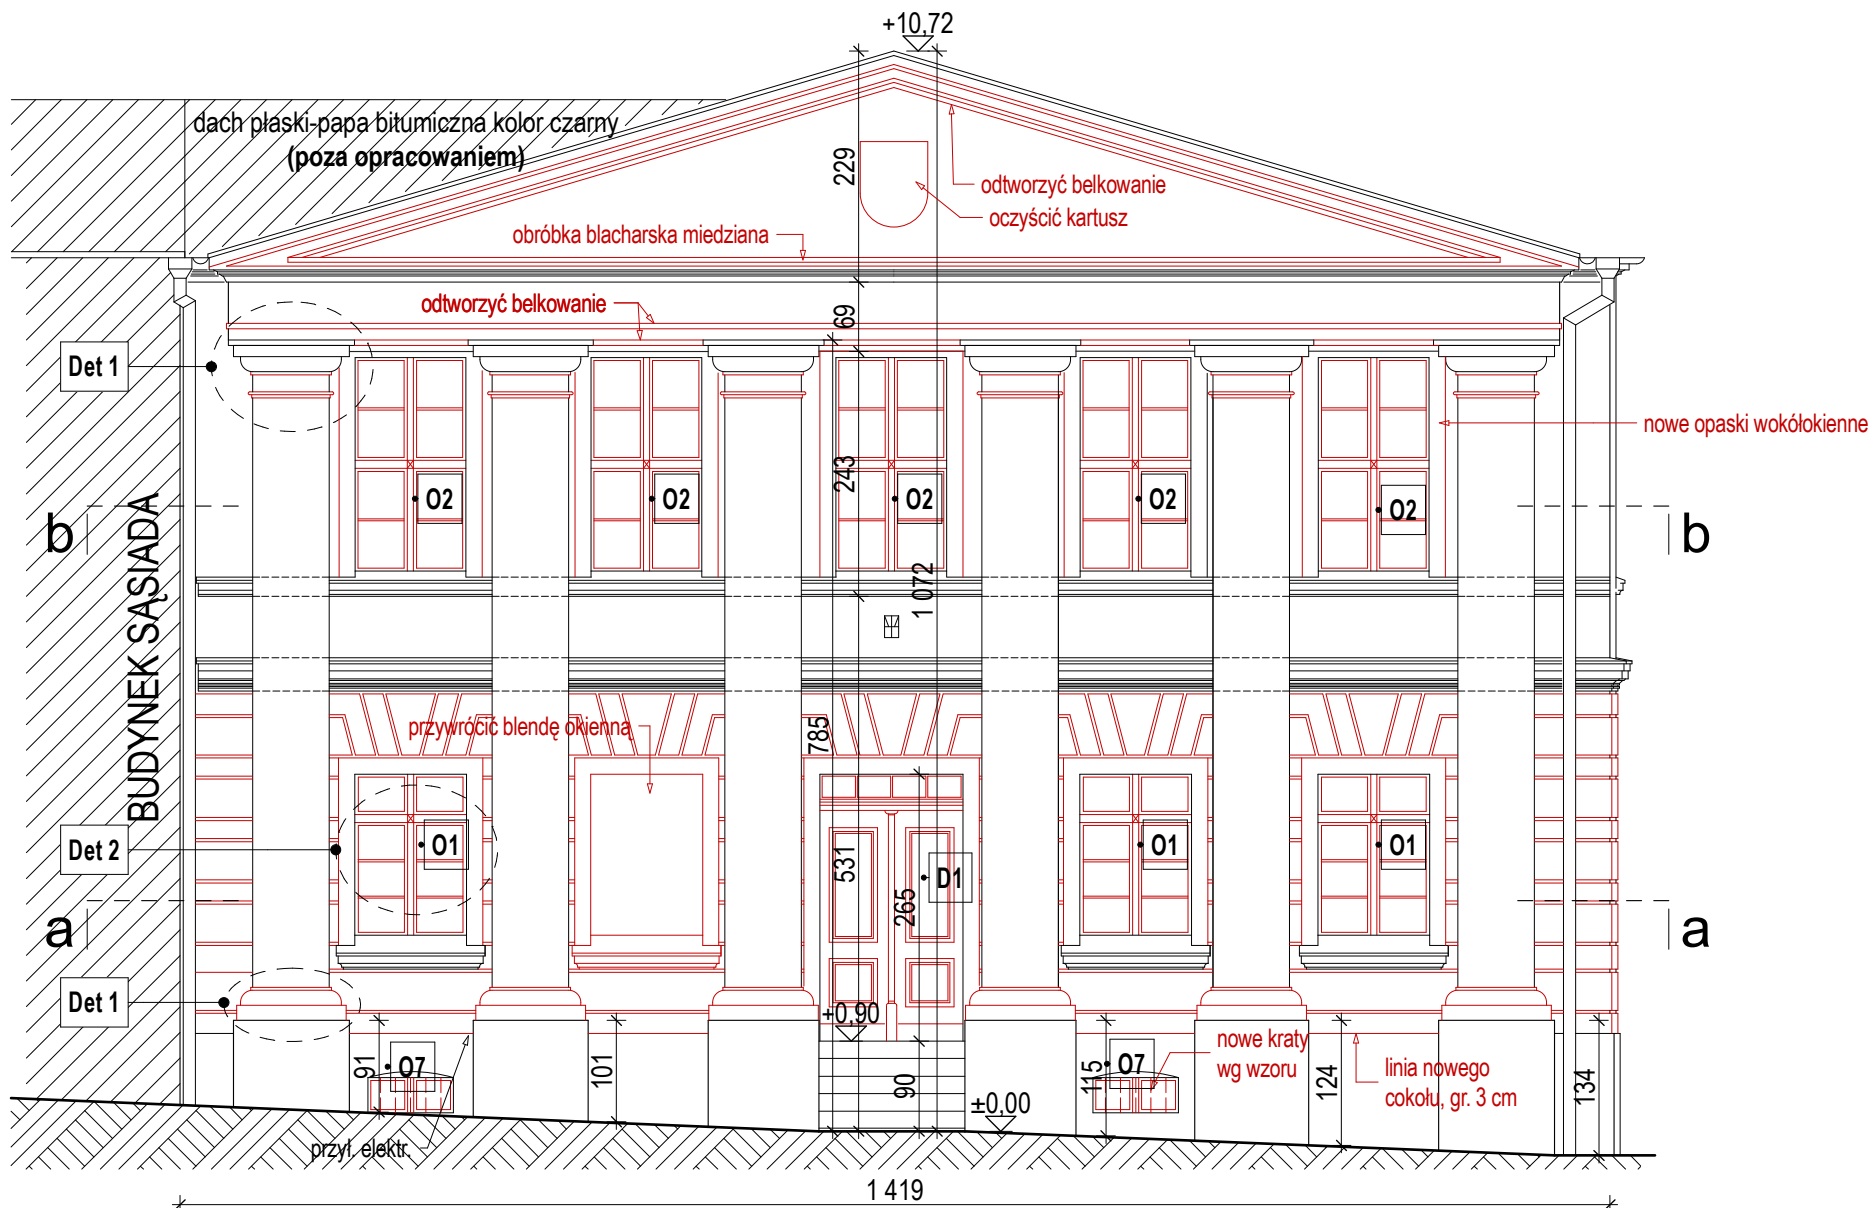 +10,72
dach płaski-papa bitumiczna kolor czarny
(poza opracowaniem)
229
odtworzyć belkowanie
oczyścić kartusz
obróbka blacharska miedziana
odtworzyć belkowanie
69
Det 1
nowe opaski wokółokienne
243
O2
O2
O2
O2
O2
b
b
BUDYNEK SĄSIADA
1 072
przywrócić blendę okienną
785
Det 2
O1
531
265
D1
O1
O1
a
a
Det 1
+0,90
91
O7
101
90
±0,00
115
O7
nowe kraty
wg wzoru
124
linia nowego
cokołu, gr. 3 cm
134
przył. elektr.
1 419